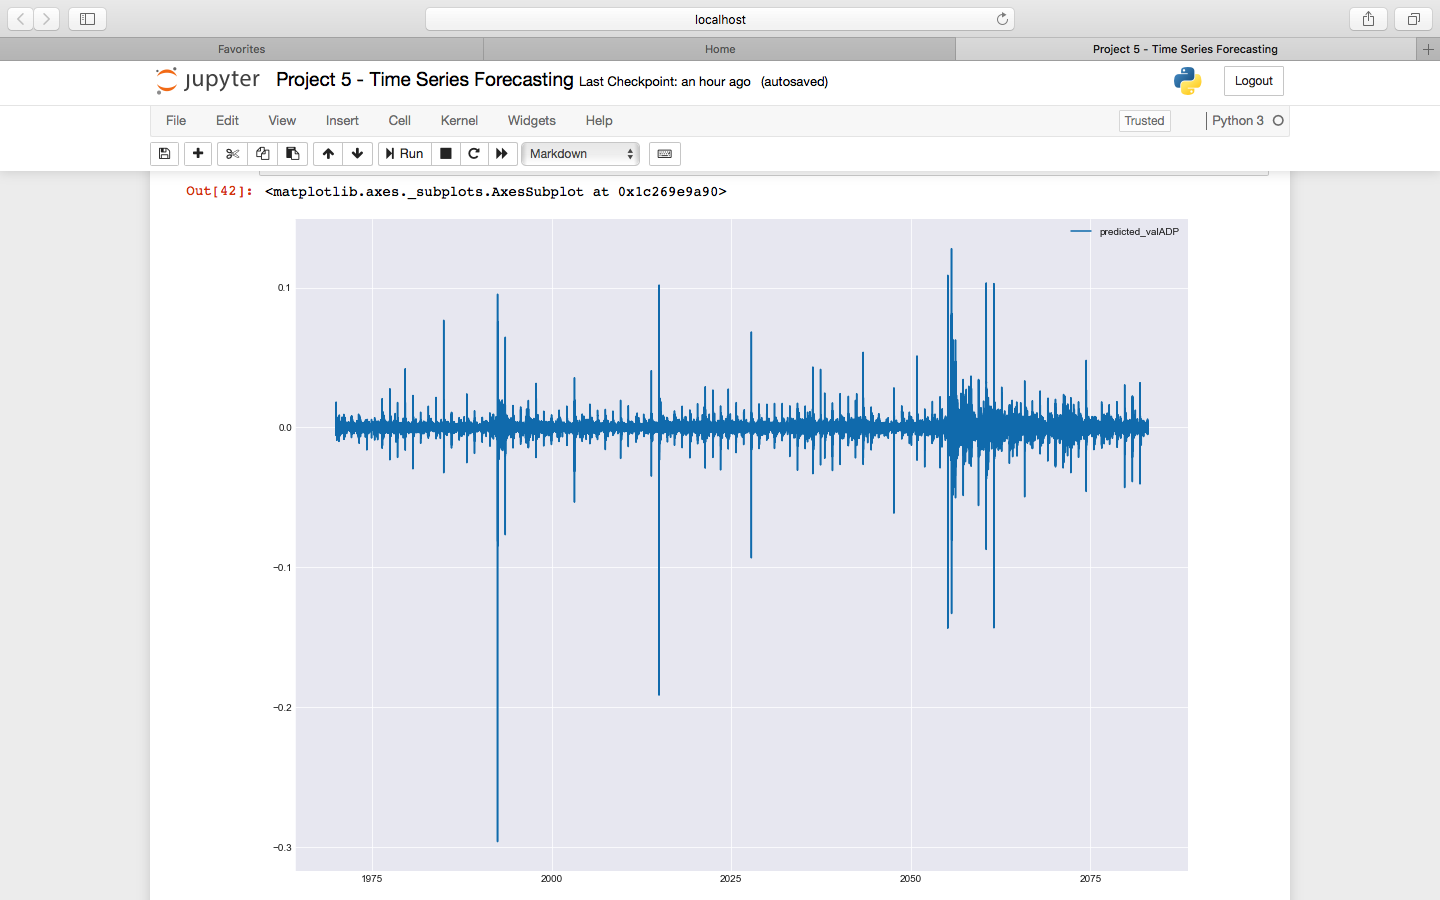 localhost
Favorites
Home
Project 5 - Time Series Forecasting
+
jupyter
Project 5 - Time Series Forecasting Last Checkpoint: an hour ago (autosaved)
Logout
File Edit View Insert Cell Kernel Widgets Help
Trusted
Python 3
Run
Markdown
Out[42]: <matplotlib.axes._subplots.AxesSubplot at 0x1c269e9a90>
predicted_valADP
0.1
0.0
−0.1
−0.2
−0.3
1975 2000 2025 2050 2075